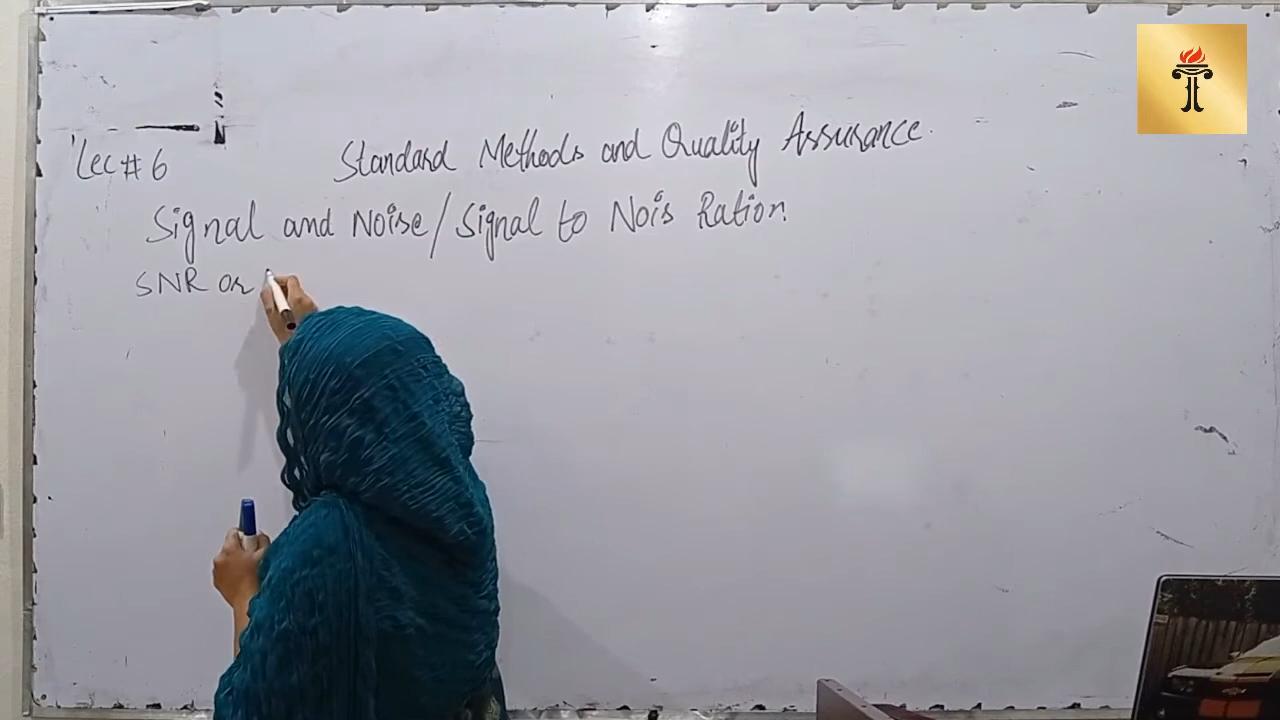 Lec # 6
Standard Methods and Quality Assurance.
Signal and Noise/Signal to Nois Ration
SNR or